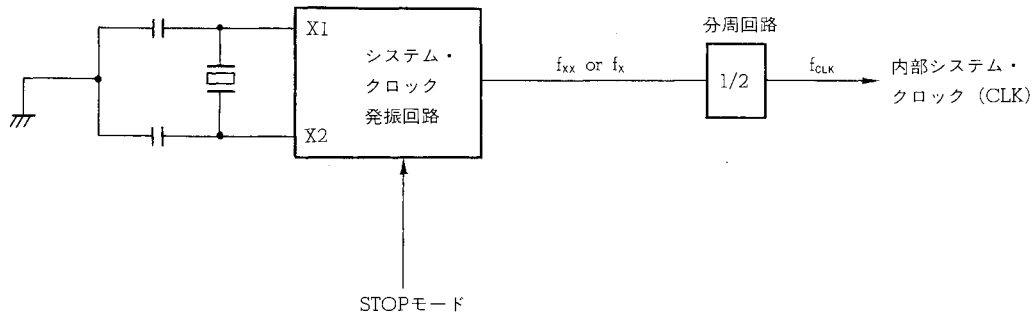 X1
X2
システム・
クロック
発振回路
fXX or fX
分周回路
1/2
fCLK
内部システム・
クロック (CLK)
STOPモード